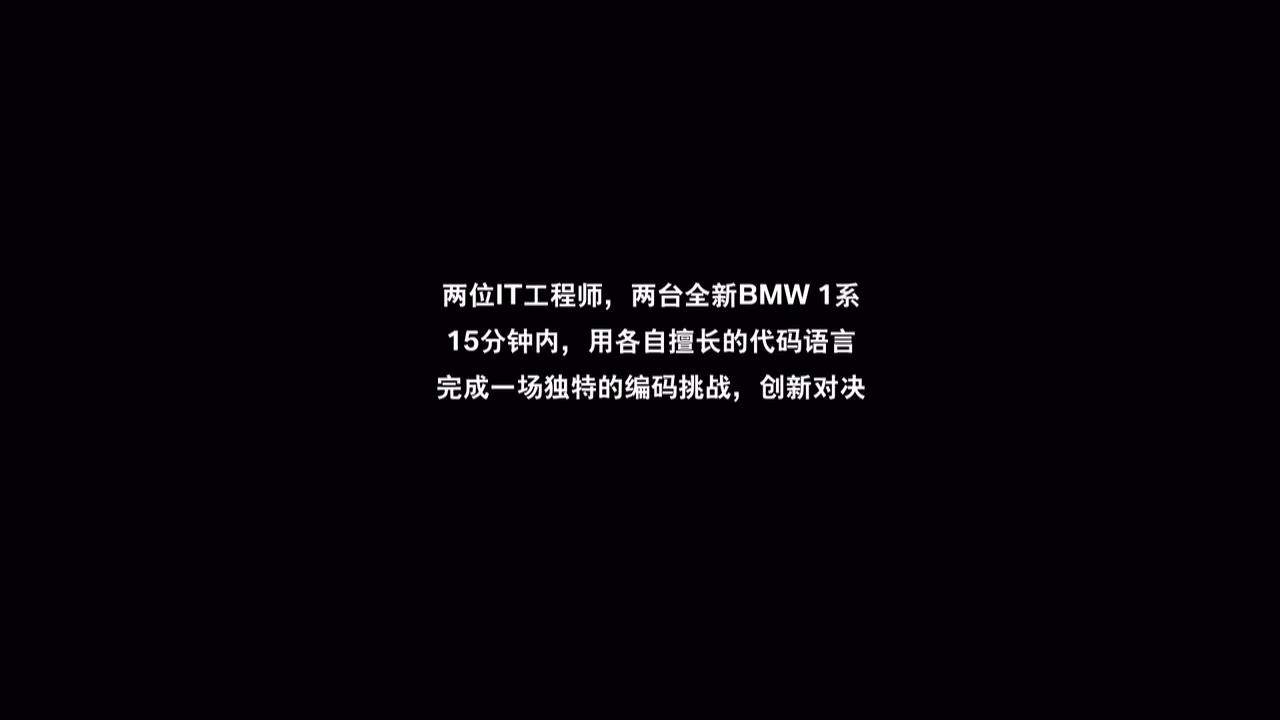 两位IT工程师，两台全新BMW 1系
15分钟内，用各自擅长的代码语言
完成一场独特的编码挑战，创新对决